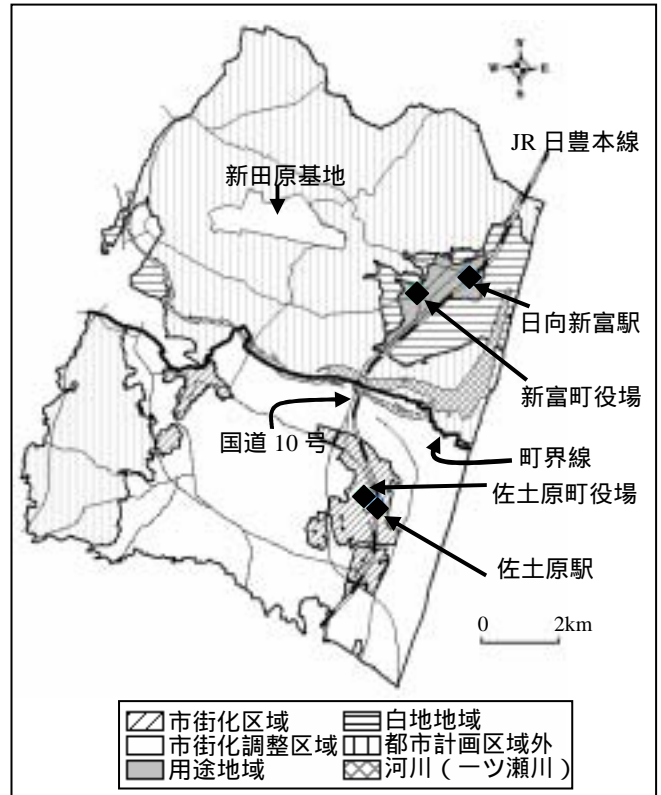 N
W E
S
JR 日豊本線
新田原基地
日向新富駅
新富町役場
国道 10 号
町界線
佐土原町役場
佐土原駅
0 2km
市街化区域 白地地域
市街化調整区域 都市計画区域外
用途地域 河川（一ツ瀬川）